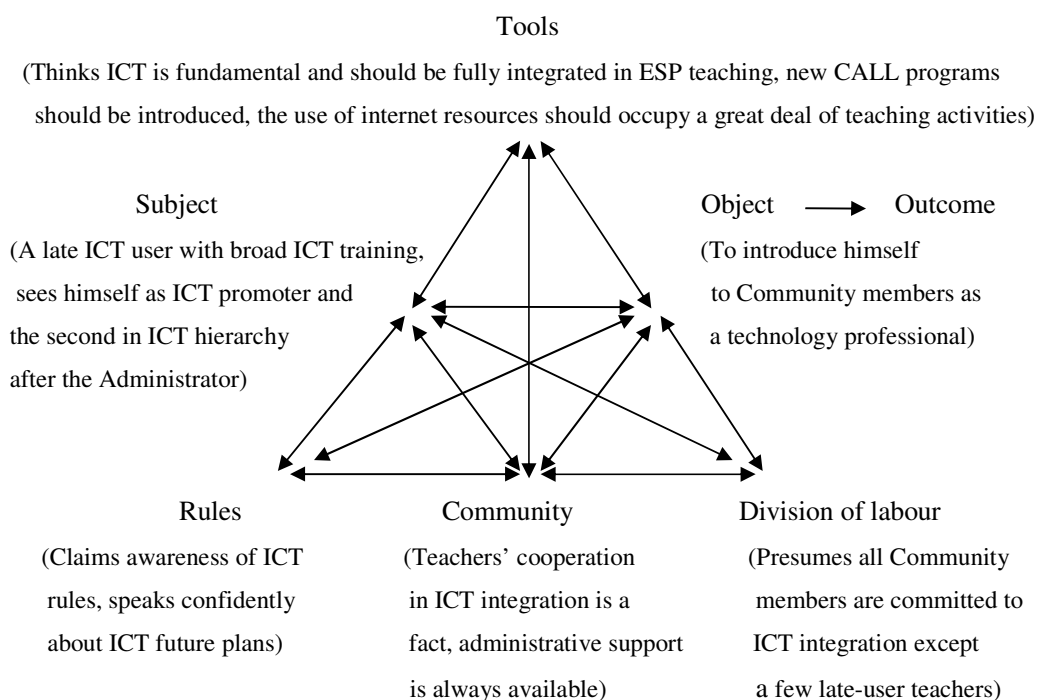 Tools
(Thinks ICT is fundamental and should be fully integrated in ESP teaching, new CALL programs
should be introduced, the use of internet resources should occupy a great deal of teaching activities)
Subject
(A late ICT user with broad ICT training,
sees himself as ICT promoter and
the second in ICT hierarchy
after the Administrator)
Object Outcome
(To introduce himself
to Community members as
a technology professional)
Rules
(Claims awareness of ICT
rules, speaks confidently
about ICT future plans)
Community
(Teachers’ cooperation
in ICT integration is a
fact, administrative support
is always available)
Division of labour
(Presumes all Community
members are committed to
ICT integration except
a few late-user teachers)